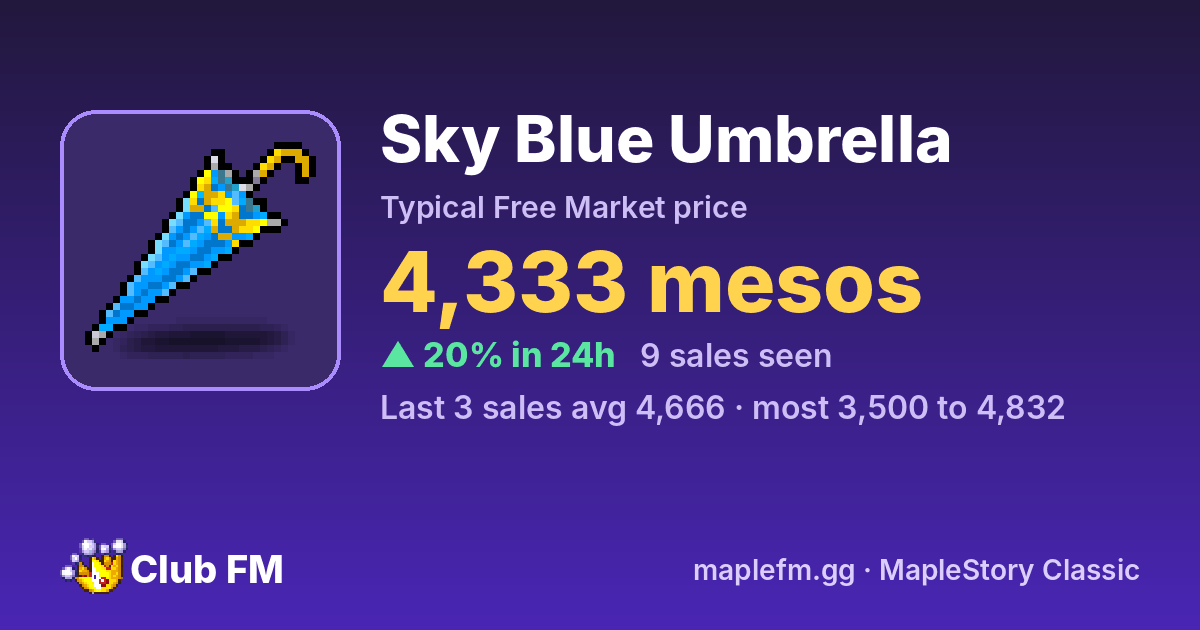 Sky Blue Umbrella
Typical Free Market price
4,333 mesos
▲ 20% in 24h 9 sales seen
Last 3 sales avg 4,666 · most 3,500 to 4,832
Club FM
maplefm.gg · MapleStory Classic